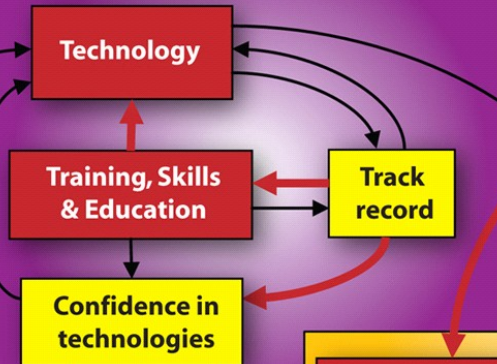 Technology
Training, Skills
& Education
Track
record
Confidence in
technologies